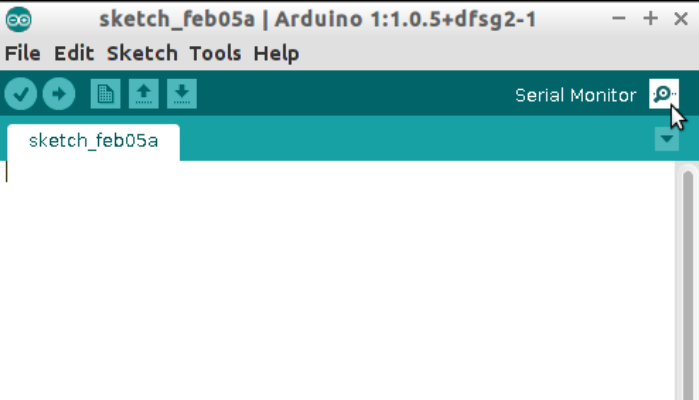 sketch_feb05a | Arduino 1:1.0.5+dfsg2-1
File Edit Sketch Tools Help
Serial Monitor
sketch_feb05a